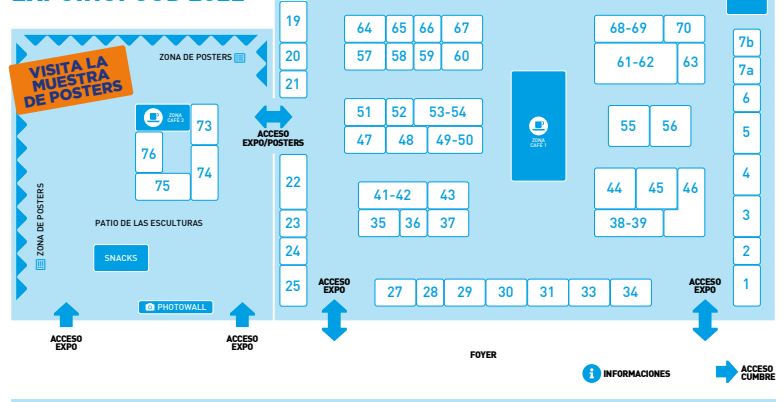 VISITA LA
MUESTRA
DE POSTERS
ZONA DE POSTERS
ZONA
CAFÉ 3
73
76
74
75
ZONA DE POSTERS
PATIO DE LAS ESCULTURAS
SNACKS
PHOTOWALL
ACCESO
EXPO
ACCESO
EXPO
19
20
21
ACCESO
EXPO/POSTERS
22
23
24
25
64 65 66 67
57 58 59 60
51 52 53-54
47 48 49-50
41-42 43
35 36 37
ZONA
CAFÉ 1
68-69 70
61-62 63
55 56
44 45 46
38-39
7b
7a
6
5
4
3
2
1
ACCESO
EXPO
27 28 29 30 31 33 34
ACCESO
EXPO
FOYER
INFORMACIONES
ACCESO
CUMBRE